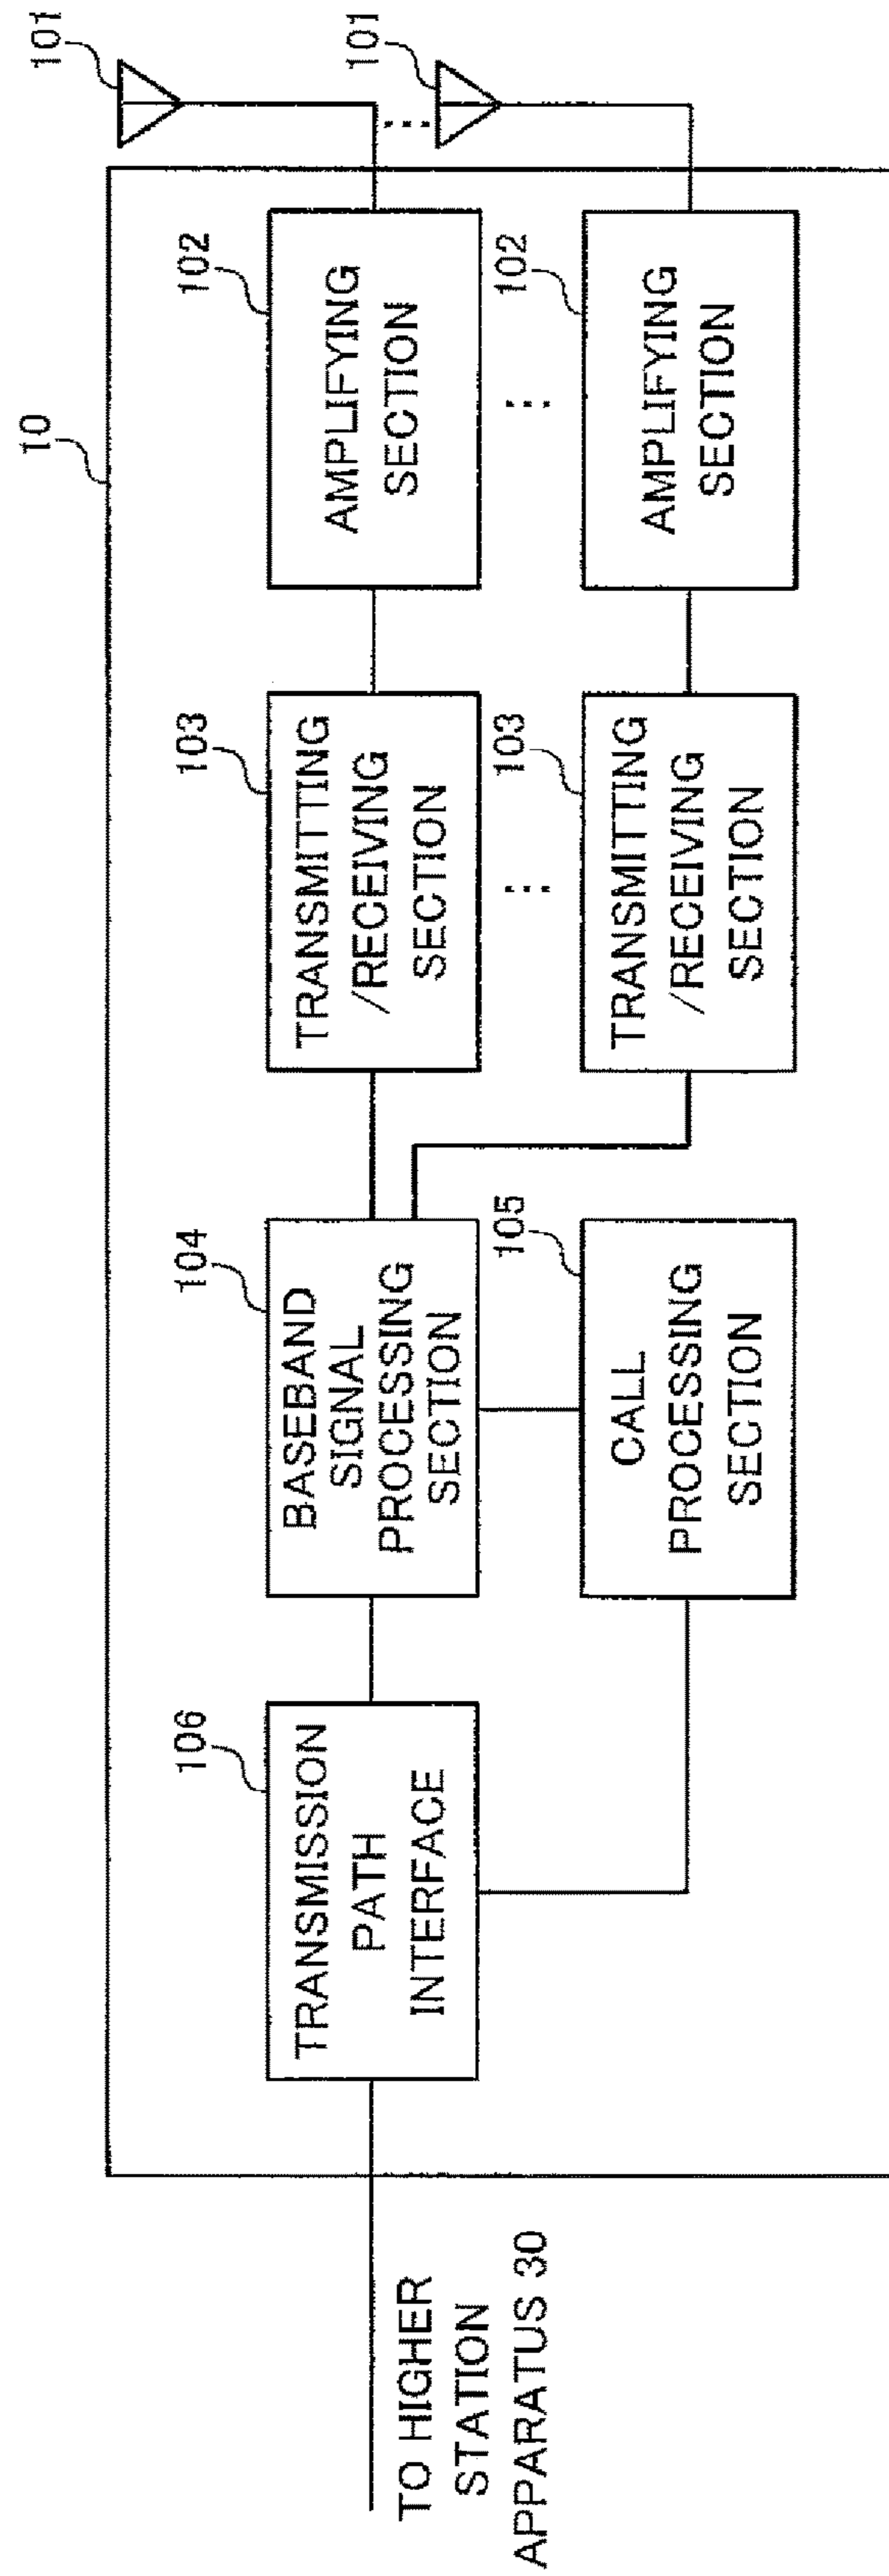 10
101
101
106
TRANSMISSION
PATH
INTERFACE
104
BASEBAND
SIGNAL
PROCESSING
SECTION
103
TRANSMITTING
/RECEIVING
SECTION
102
AMPLIFYING
SECTION
105
CALL
PROCESSING
SECTION
103
TRANSMITTING
/RECEIVING
SECTION
102
AMPLIFYING
SECTION
TO HIGHER
STATION
APPARATUS 30